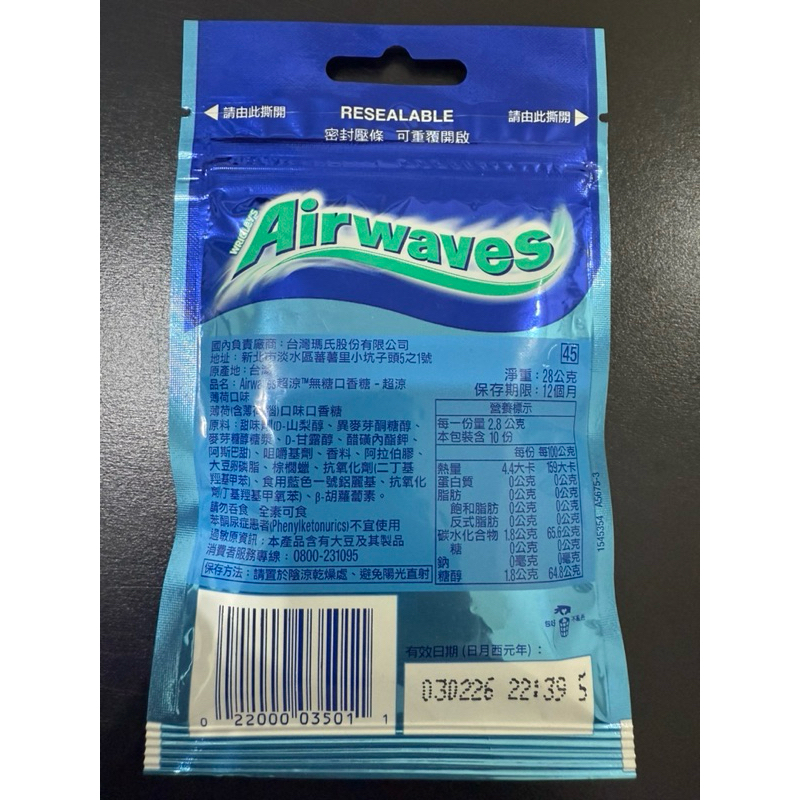 請由此撕開 RESEALABLE 請由此撕開
密封壓條 可重覆開啟
WRIGLEY'S
Airwaves
國內負責廠商：台灣瑪氏股份有限公司
地址：新北市淡水區蕃薯里小坑子頭5之1號
原產地：台灣
品名：Airwaves超涼™無糖口香糖－超涼
薄荷口味
薄荷(含薄荷腦)口味口香糖
原料：甜味劑(D-山梨醇、異麥芽酮糖醇、
麥芽糖醇糖漿、D-甘露醇、醋磺內酯鉀、
阿斯巴甜)、咀嚼基劑、香料、阿拉伯膠、
大豆卵磷脂、棕櫚蠟、抗氧化劑(二丁基
羥基甲苯)、食用藍色一號鋁麗基、抗氧化
劑(丁基羥基甲氧苯)、β-胡蘿蔔素。
請勿吞食 全素可食
苯酮尿症患者(Phenylketonurics)不宜使用
過敏原資訊：本產品含有大豆及其製品
消費者服務專線：0800-231095
保存方法：請置於陰涼乾燥處、避免陽光直射
45
淨重：28公克
保存期限：12個月
營養標示
每一份量 2.8 公克
本包裝含 10 份
每份 每100公克
熱量 4.4大卡 159大卡
蛋白質 0公克 0公克
脂肪 0公克 0公克
飽和脂肪 0公克 0公克
反式脂肪 0公克 0公克
碳水化合物 1.8公克 65.6公克
糖 0公克 0公克
鈉 0毫克 0毫克
糖醇 1.8公克 64.8公克
1545354 A5675-3
有效日期 (日月西元年)：
030226 22:39 5
0 22000 03501 1